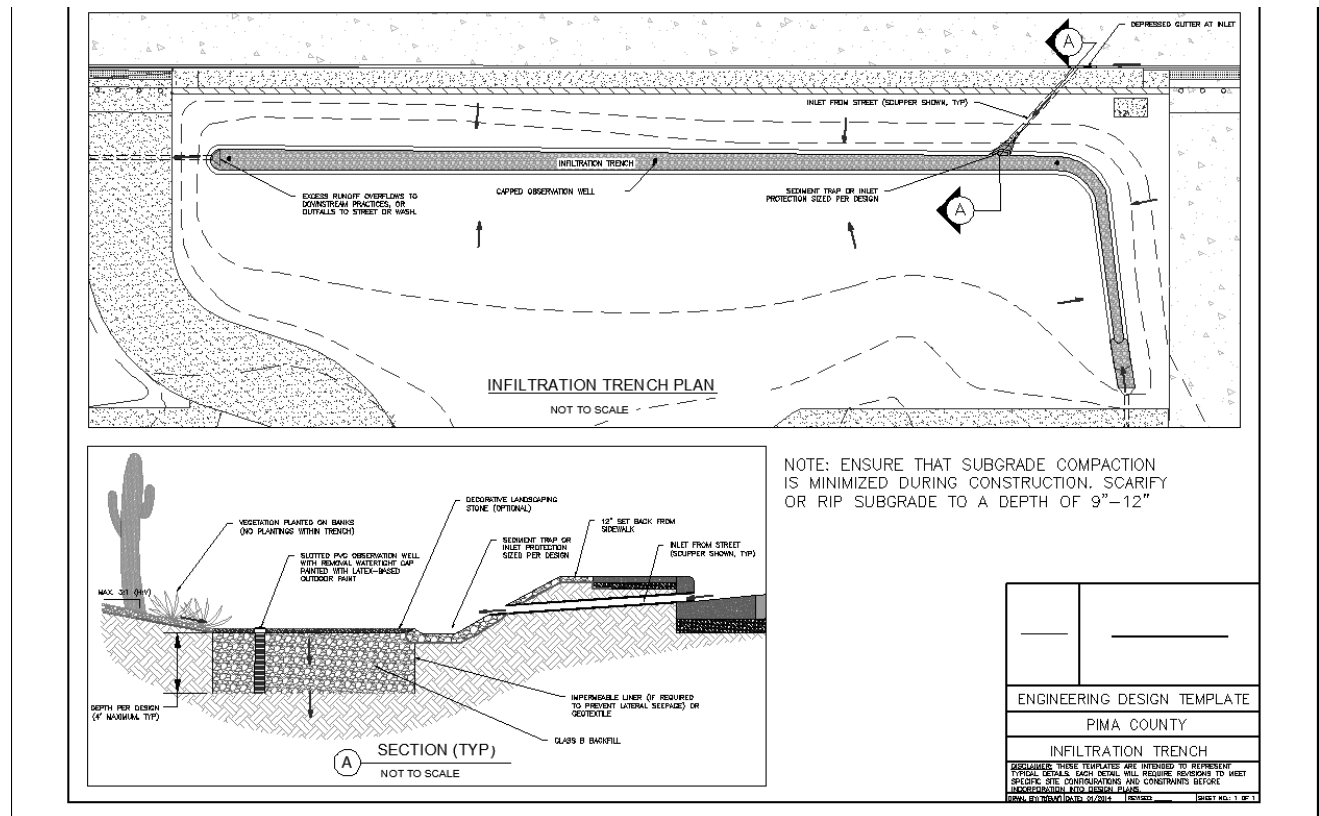 DEPRESSED GUTTER AT INLET
A
INLET FROM STREET (SCUPPER SHOWN, TYP)
INFILTRATION TRENCH
CAPPED OBSERVATION WELL
EXCESS RUNOFF OVERFLOWS TO
DOWNSTREAM PRACTICES, OR
OUTFALLS TO STREET OR WASH.
SEDIMENT TRAP OR INLET
PROTECTION SIZED PER DESIGN
A
INFILTRATION TRENCH PLAN
NOT TO SCALE
NOTE: ENSURE THAT SUBGRADE COMPACTION
IS MINIMIZED DURING CONSTRUCTION. SCARIFY
OR RIP SUBGRADE TO A DEPTH OF 9"-12"
DECORATIVE LANDSCAPING
STONE (OPTIONAL)
VEGETATION PLANTED ON BANKS
(NO PLANTINGS WITHIN TRENCH)
SLOTTED PVC OBSERVATION WELL
WITH REMOVAL WATERTIGHT CAP
PAINTED WITH LATEX-BASED
OUTDOOR PAINT
SEDIMENT TRAP OR
INLET PROTECTION
SIZED PER DESIGN
12" SET BACK FROM
SIDEWALK
INLET FROM STREET
(SCUPPER SHOWN, TYP)
MAX. 3:1 (H:V)
DEPTH PER DESIGN
(4' MAXIMUM, TYP)
IMPERMEABLE LINER (IF REQUIRED
TO PREVENT LATERAL SEEPAGE) OR
GEOTEXTILE
CLASS B BACKFILL
A
SECTION (TYP)
NOT TO SCALE
ENGINEERING DESIGN TEMPLATE
PIMA COUNTY
INFILTRATION TRENCH
DISCLAIMER: THESE TEMPLATES ARE INTENDED TO REPRESENT
TYPICAL DETAILS. EACH DETAIL WILL REQUIRE REVISIONS TO MEET
SPECIFIC SITE CONFIGURATIONS AND CONSTRAINTS BEFORE
INCORPORATION INTO DESIGN PLANS.
DATE: 01/2014 REVISED: SHEET NO.: 1 OF 1